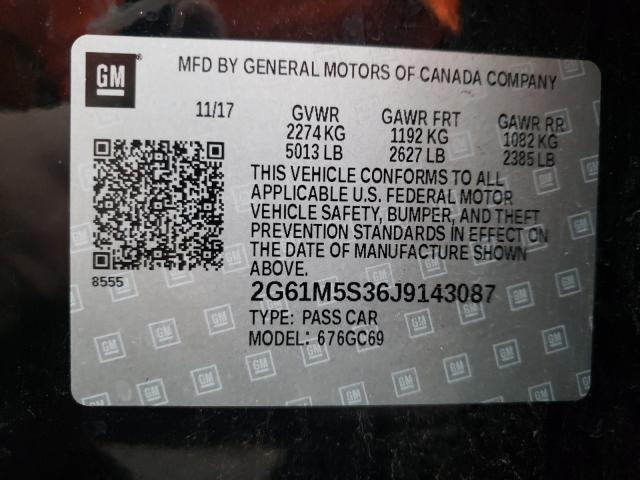 GM
MFD BY GENERAL MOTORS OF CANADA COMPANY
11/17 GVWR GAWR FRT GAWR RR
2274 KG 1192 KG 1082 KG
5013 LB 2627 LB 2385 LB
THIS VEHICLE CONFORMS TO ALL
APPLICABLE U.S. FEDERAL MOTOR
VEHICLE SAFETY, BUMPER, AND THEFT
PREVENTION STANDARDS IN EFFECT ON
THE DATE OF MANUFACTURE SHOWN
ABOVE.
8555
2G61M5S36J9143087
TYPE: PASS CAR
MODEL: 676GC69